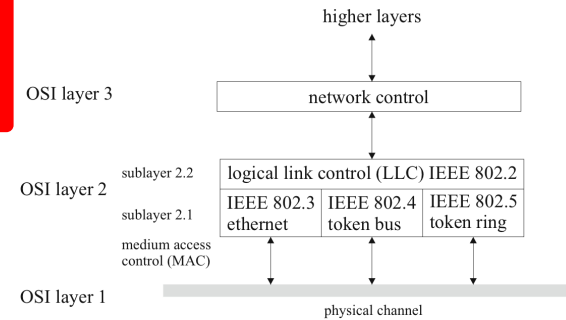 higher layers
OSI layer 3
network control
sublayer 2.2
logical link control (LLC) IEEE 802.2
OSI layer 2
sublayer 2.1
IEEE 802.3
ethernet
IEEE 802.4
token bus
IEEE 802.5
token ring
medium access
control (MAC)
OSI layer 1
physical channel